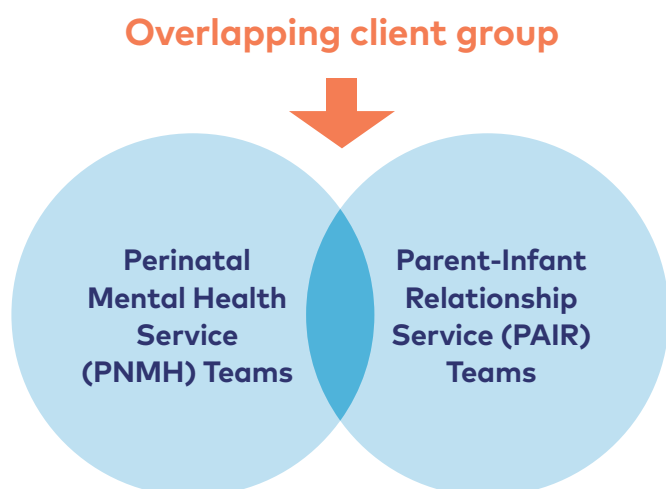 Overlapping client group
Perinatal
Mental Health
Service
(PNMH) Teams
Parent-Infant
Relationship
Service (PAIR)
Teams